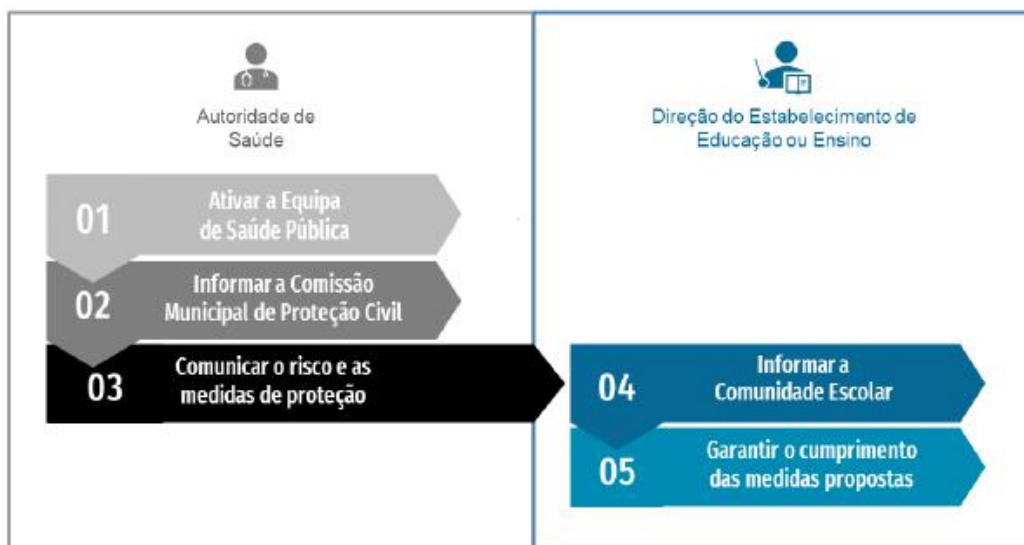 Autoridade de
Saúde
01
Ativar a Equipa
de Saúde Pública
02
Informar a Comissão
Municipal de Proteção Civil
03
Comunicar o risco e as
medidas de proteção
Direção do Estabelecimento de
Educação ou Ensino
04
Informar a
Comunidade Escolar
05
Garantir o cumprimento
das medidas propostas